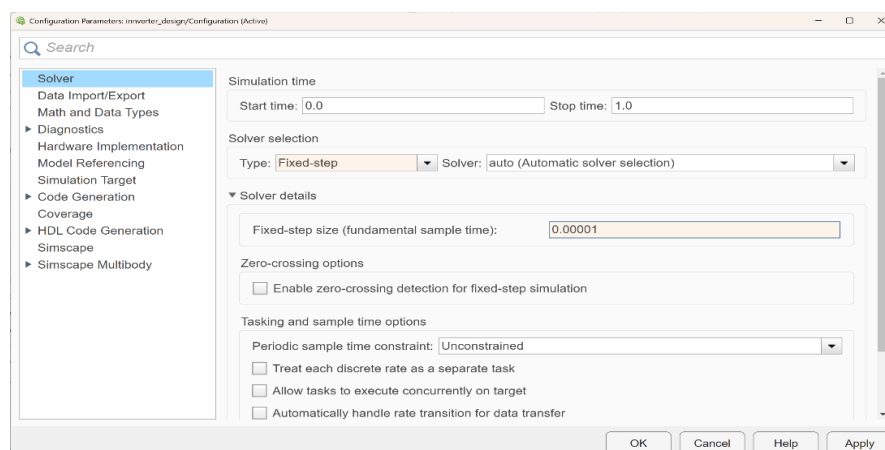 Configuration Parameters: innverter_design/Configuration (Active)
Search
Solver
Data Import/Export
Math and Data Types
Diagnostics
Hardware Implementation
Model Referencing
Simulation Target
Code Generation
Coverage
HDL Code Generation
Simscape
Simscape Multibody
Simulation time
Start time: 0.0 Stop time: 1.0
Solver selection
Type: Fixed-step Solver: auto (Automatic solver selection)
Solver details
Fixed-step size (fundamental sample time): 0.00001
Zero-crossing options
Enable zero-crossing detection for fixed-step simulation
Tasking and sample time options
Periodic sample time constraint: Unconstrained
Treat each discrete rate as a separate task
Allow tasks to execute concurrently on target
Automatically handle rate transition for data transfer
OK Cancel Help Apply